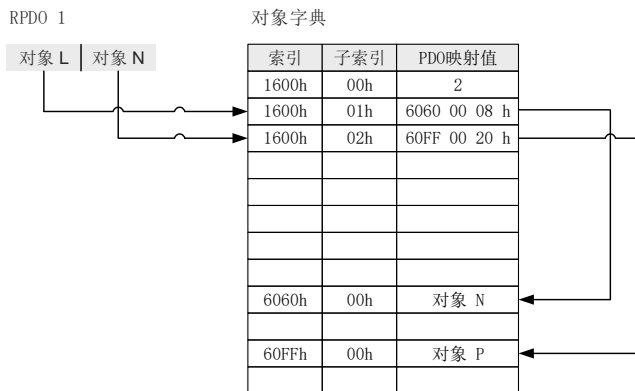 RPDO 1
对象字典
对象 L 对象 N
索引 子索引 PDO映射值
1600h 00h 2
1600h 01h 6060 00 08 h
1600h 02h 60FF 00 20 h
6060h 00h 对象 N
60FFh 00h 对象 P